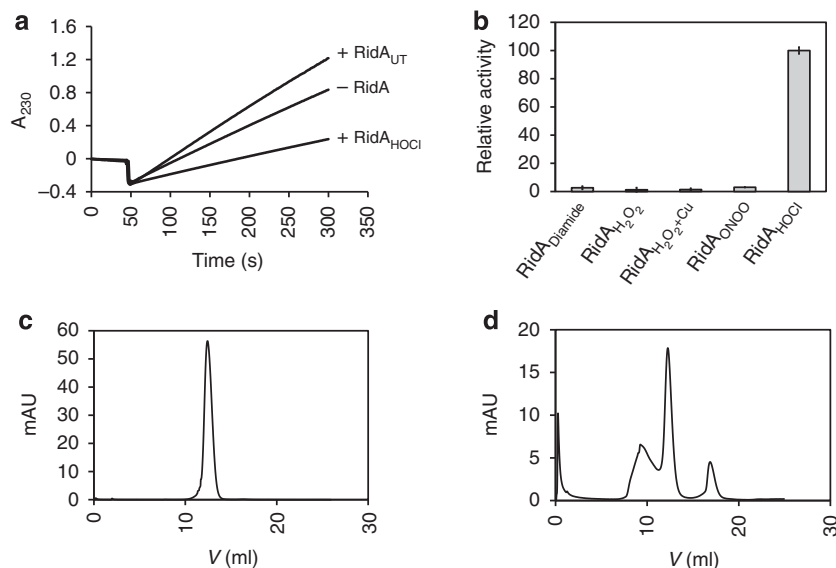 a
1.6
1.2
0.8
0.4
0
–0.4
A230
+ RidAUT
– RidA
+ RidAHOCl
0 50 100 150 200 250 300 350
Time (s)
b
120
100
80
60
40
20
0
Relative activity
RidADiamide
RidAH2O2
RidAH2O2+Cu
RidAONOO
RidAHOCl
c
60
50
40
30
20
10
0
mAU
0 10 20 30
V (ml)
d
20
15
10
5
0
mAU
0 10 20 30
V (ml)